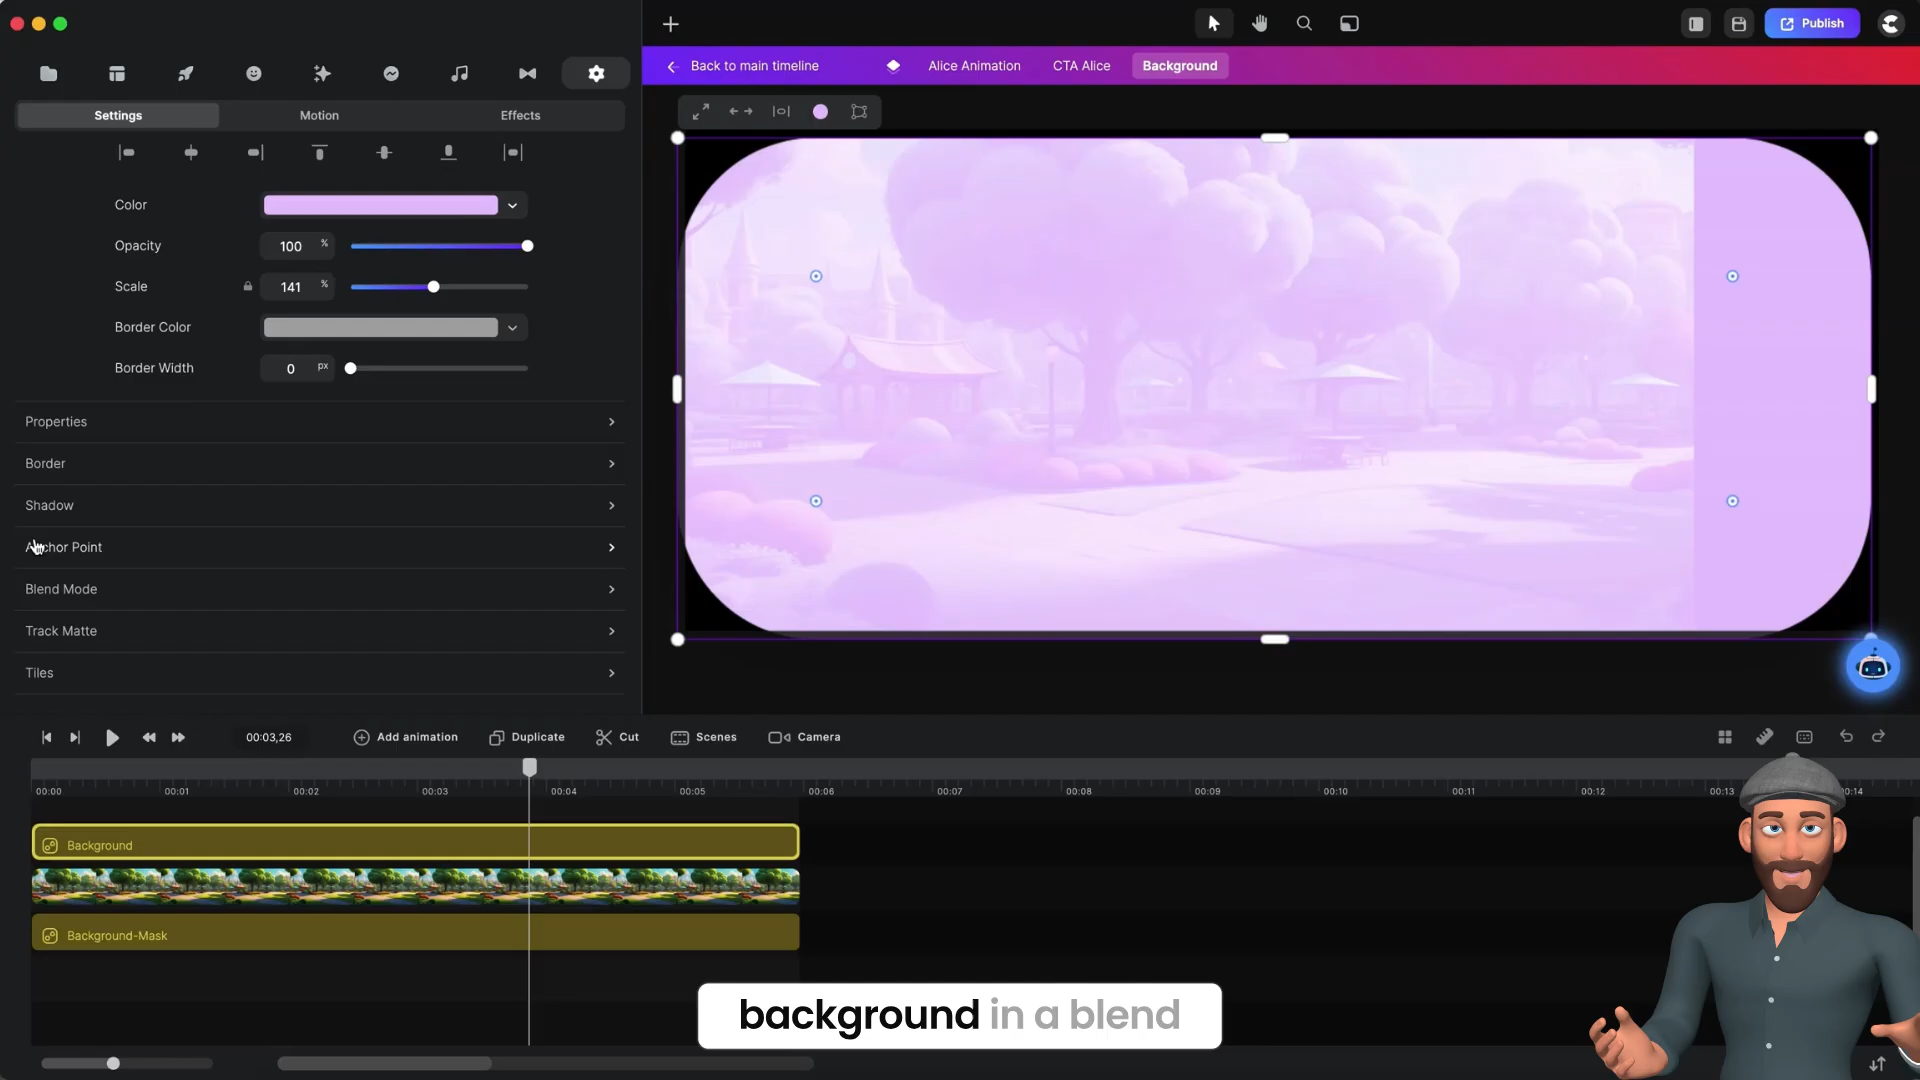 Publish
Back to main timeline
Alice Animation
CTA Alice
Background
Settings
Motion
Effects
Color
Opacity
100 %
Scale
141 %
Border Color
Border Width
0 px
Properties
Border
Shadow
Anchor Point
Blend Mode
Track Matte
Tiles
00:03,26
Add animation
Duplicate
Cut
Scenes
Camera
00:00
00:01
00:02
00:03
00:04
00:05
00:06
00:07
00:08
00:09
00:10
00:11
00:12
00:13
00:14
Background
Background-Mask
background in a blend